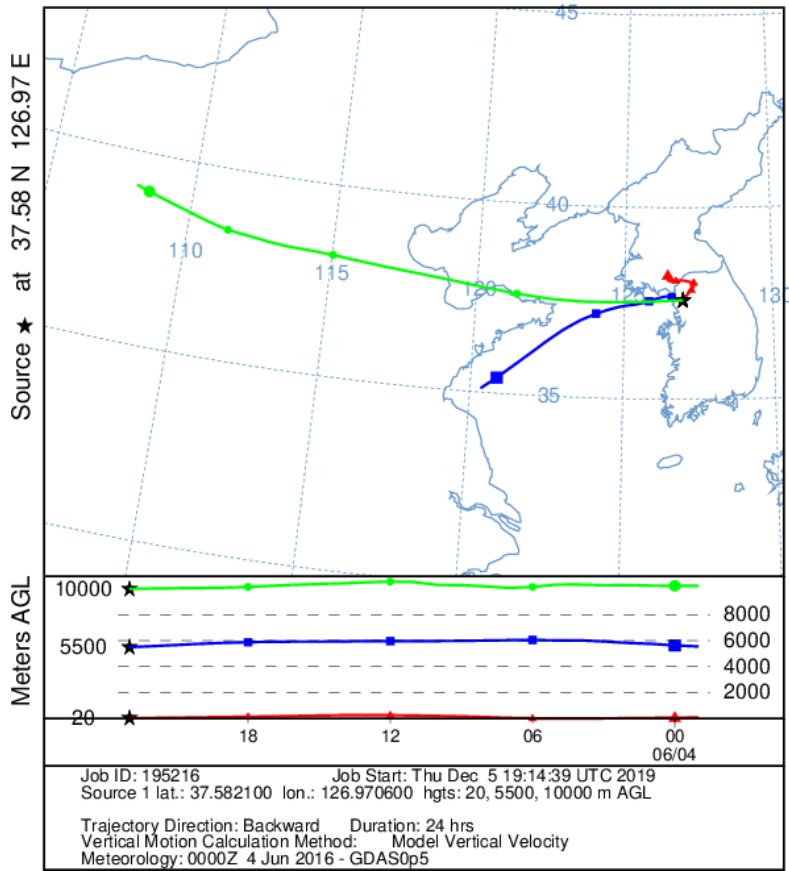 Source ★ at 37.58 N 126.97 E
45
40
110
115
120
125
130
35
Meters AGL
10000
8000
5500
6000
4000
2000
20
18 12 06 00
06/04
Job ID: 195216 Job Start: Thu Dec 5 19:14:39 UTC 2019
Source 1 lat.: 37.582100 lon.: 126.970600 hgts: 20, 5500, 10000 m AGL
Trajectory Direction: Backward Duration: 24 hrs
Vertical Motion Calculation Method: Model Vertical Velocity
Meteorology: 0000Z 4 Jun 2016 - GDAS0p5